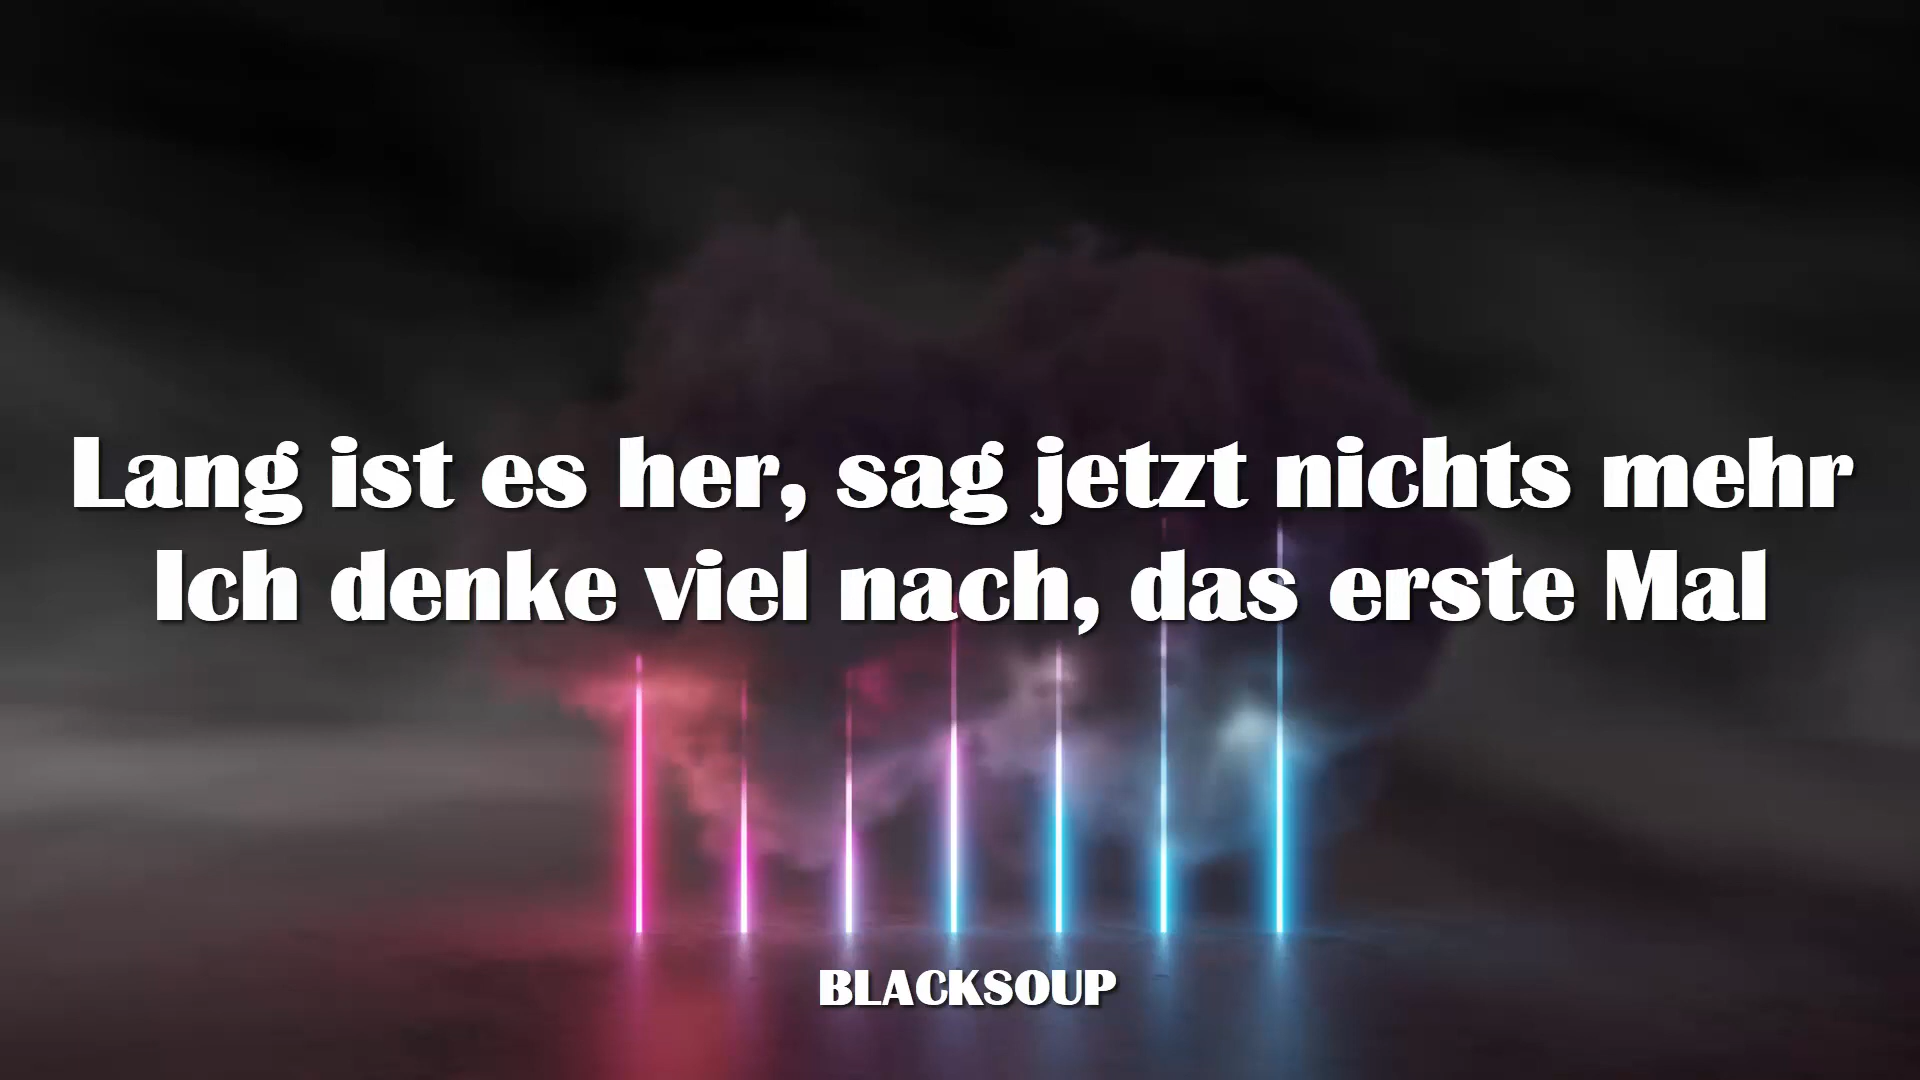 Lang ist es her, sag jetzt nichts mehr
Ich denke viel nach, das erste Mal
BLACKSOUP